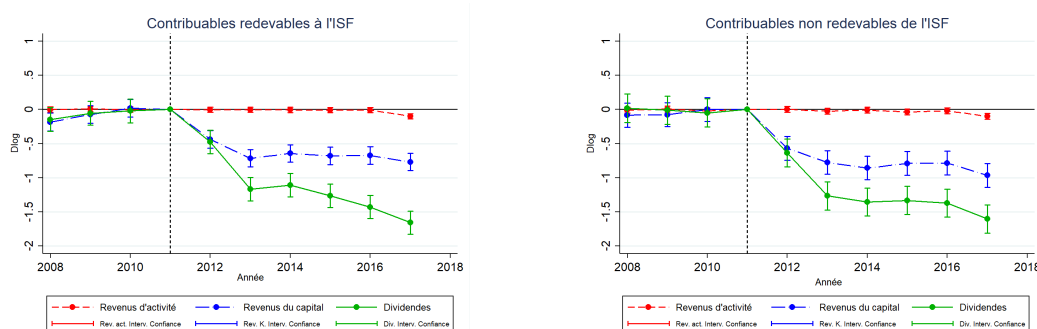 Contribuables redevables à l'ISF
Dlog
1
.5
0
-.5
-1
-1.5
-2
2008 2010 2012 2014 2016 2018
Année
Revenus d'activité Revenus du capital Dividendes
Rev. act. Interv. Confiance Rev. K. Interv. Confiance Div. Interv. Confiance
Contribuables non redevables de l'ISF
Dlog
1
.5
0
-.5
-1
-1.5
-2
2008 2010 2012 2014 2016 2018
Année
Revenus d'activité Revenus du capital Dividendes
Rev. act. Interv. Confiance Rev. K. Interv. Confiance Div. Interv. Confiance